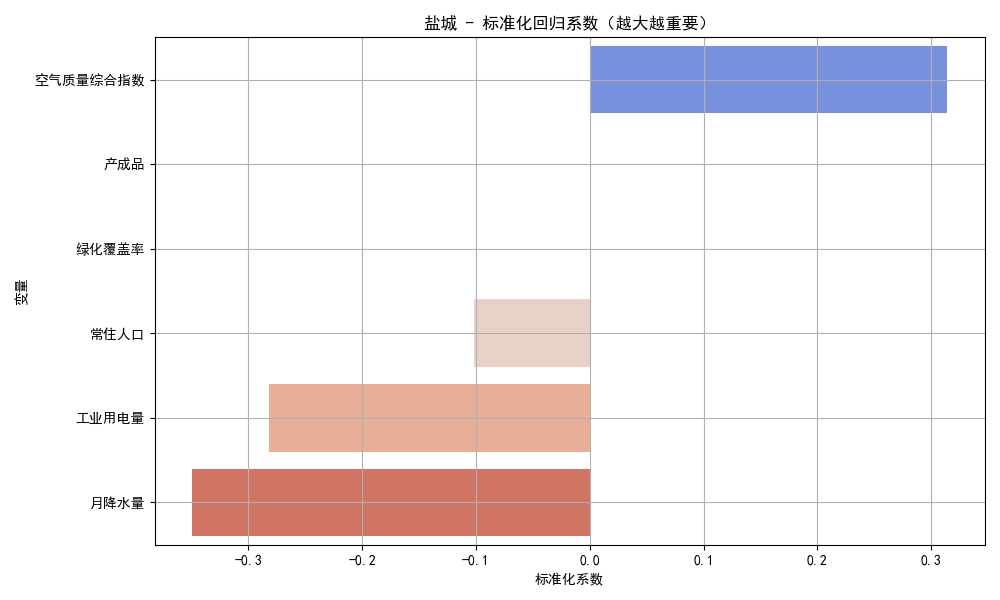 盐城 - 标准化回归系数（越大越重要）
空气质量综合指数
产成品
绿化覆盖率
常住人口
工业用电量
月降水量
变量
-0.3 -0.2 -0.1 0.0 0.1 0.2 0.3
标准化系数